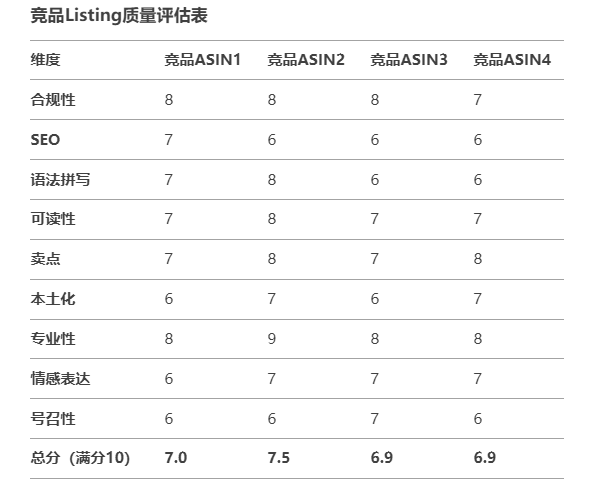 竞品Listing质量评估表
维度 竞品ASIN1 竞品ASIN2 竞品ASIN3 竞品ASIN4
合规性 8 8 8 7
SEO 7 6 6 6
语法拼写 7 8 6 6
可读性 7 8 7 7
卖点 7 8 7 8
本土化 6 7 6 7
专业性 8 9 8 8
情感表达 6 7 7 7
号召性 6 6 7 6
总分（满分10） 7.0 7.5 6.9 6.9